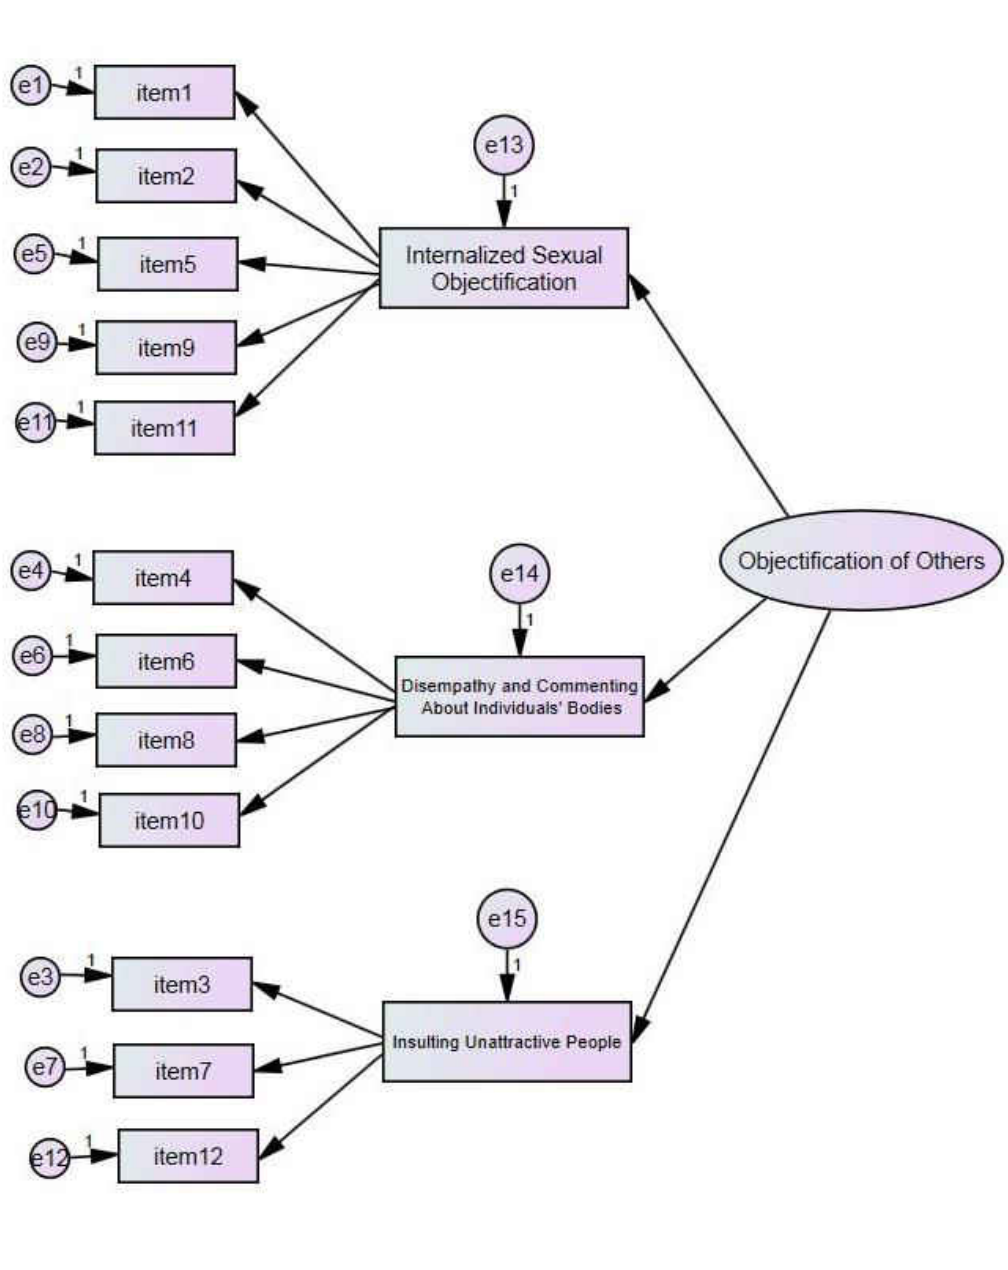 e1
1
item1
e2
1
item2
e5
1
item5
e9
1
item9
e11
1
item11
e13
1
Internalized Sexual
Objectification
e4
1
item4
e6
1
item6
e8
1
item8
e10
1
item10
e14
1
Disempathy and Commenting
About Individuals' Bodies
Objectification of Others
e3
1
item3
e7
1
item7
e12
1
item12
e15
1
Insulting Unattractive People